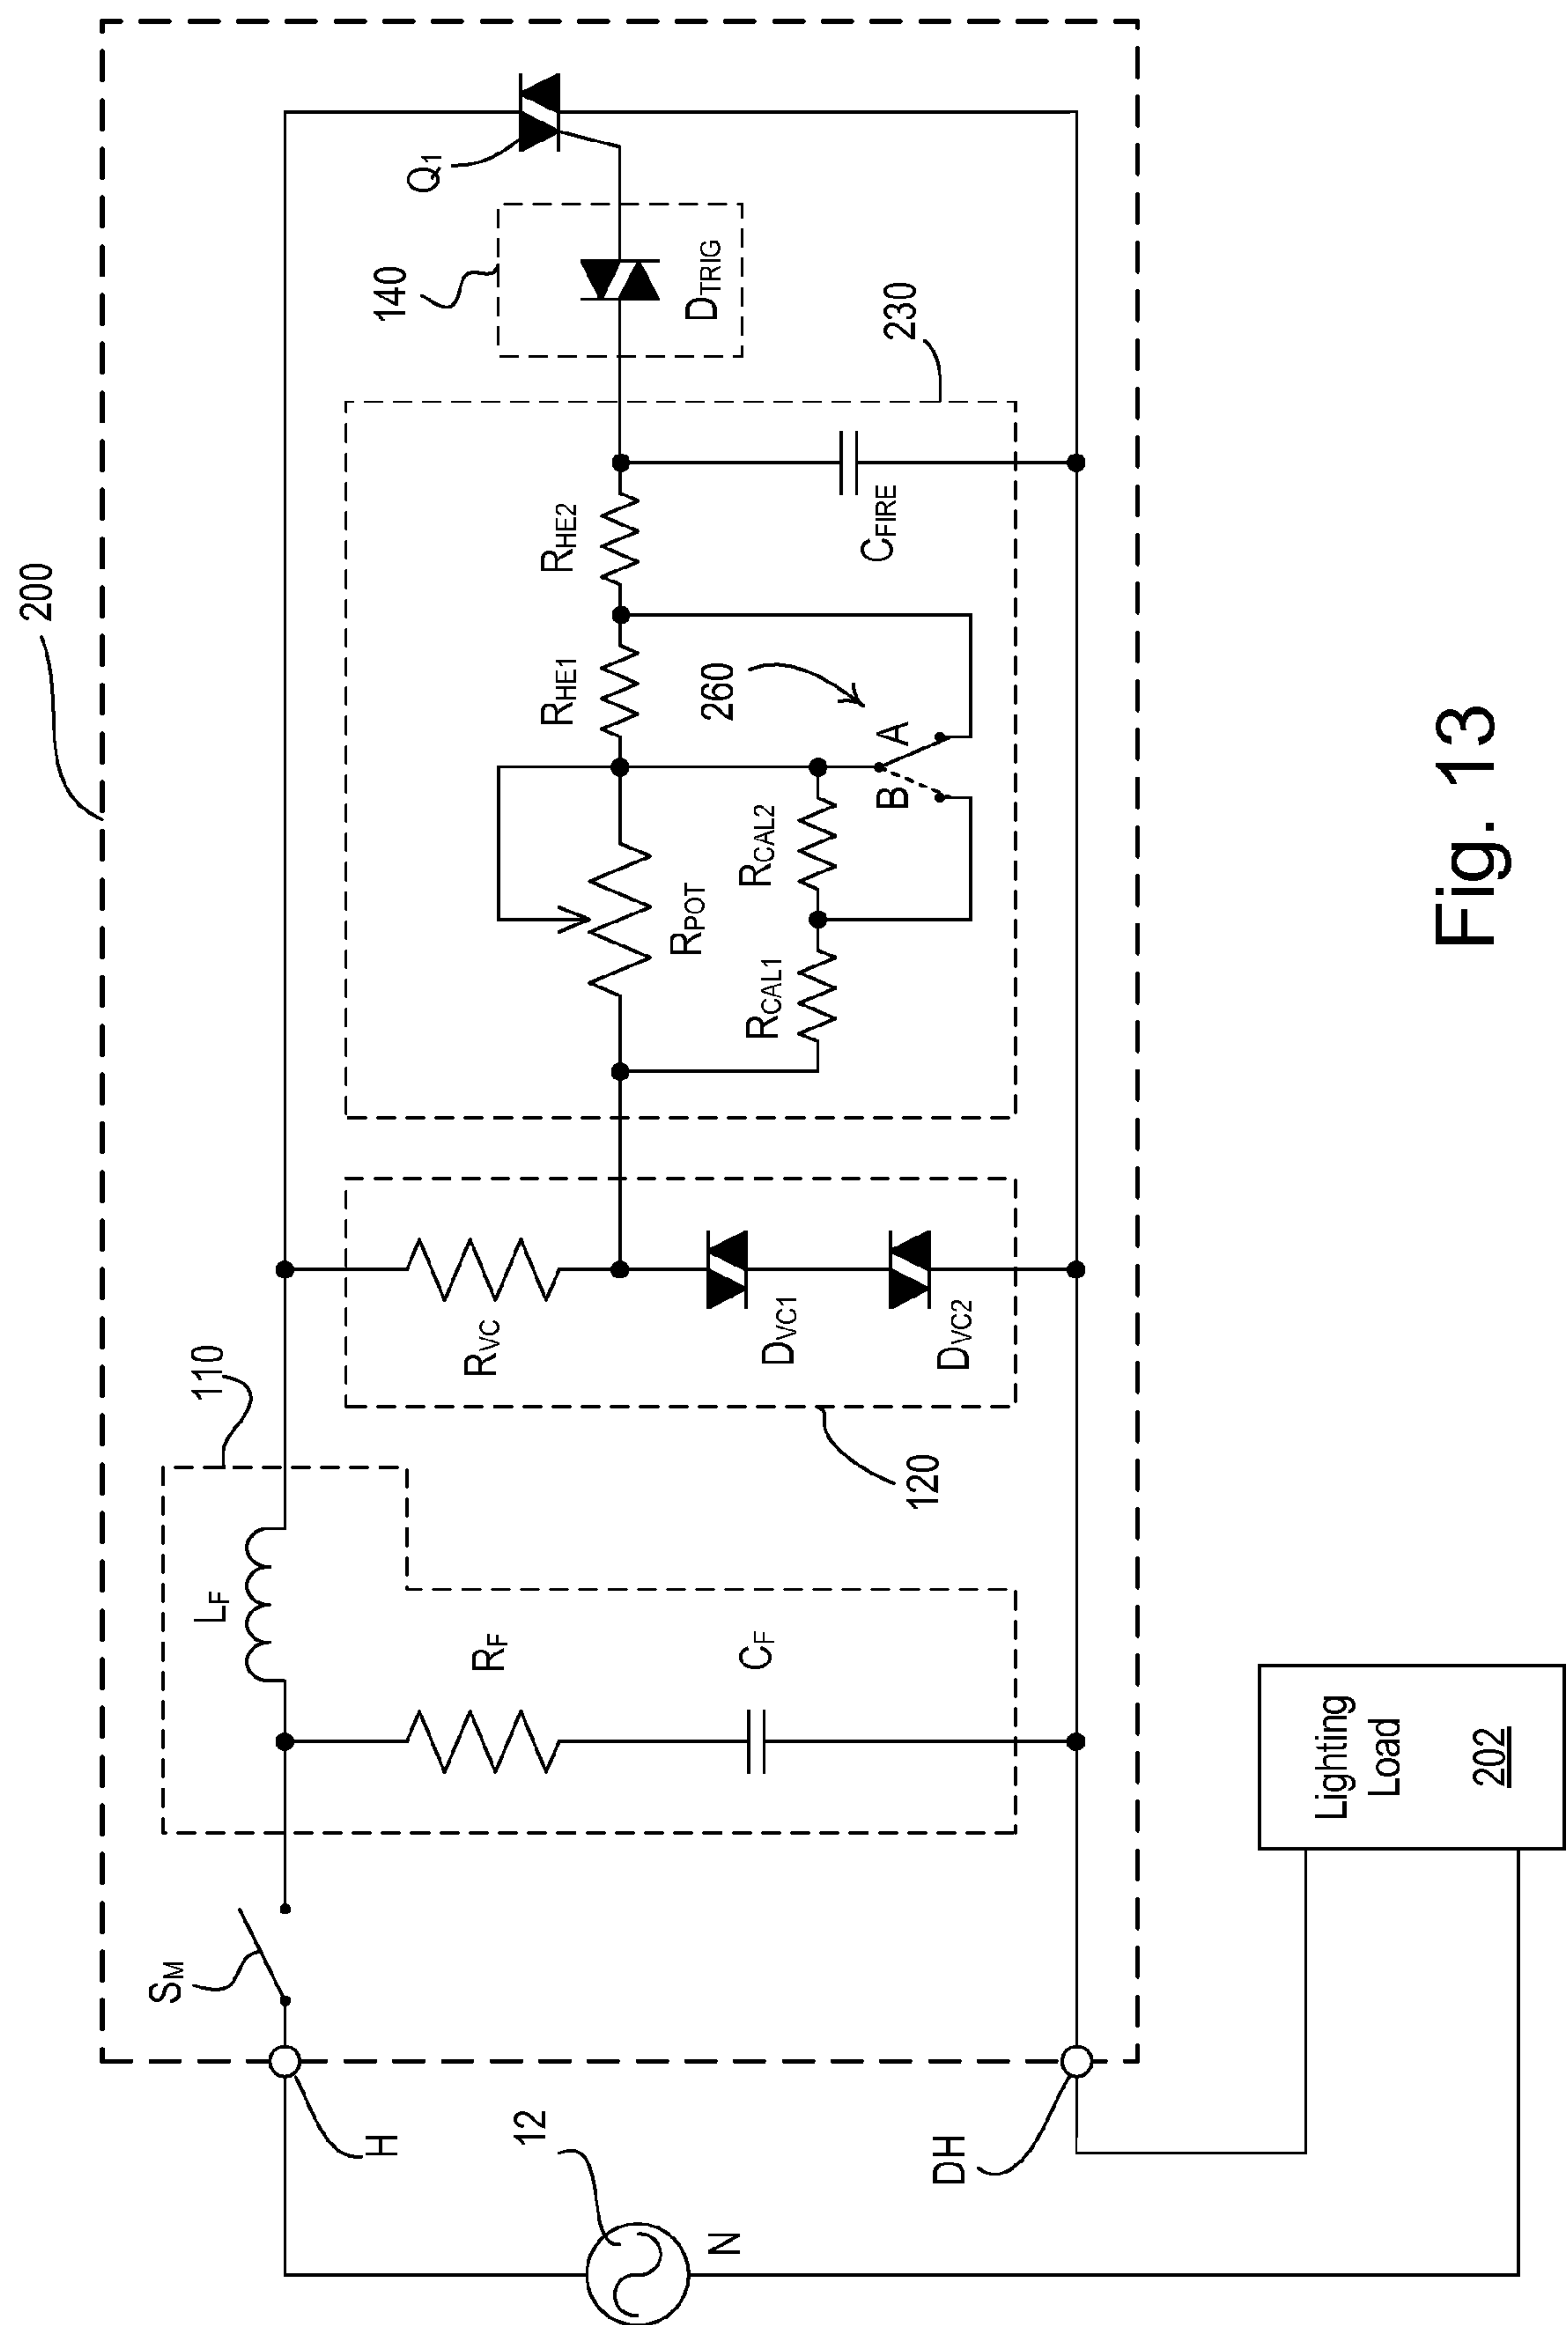 200
110
LF
SM
RF
CF
H
12
N
DH
RVC
DVC1
DVC2
120
RPOT
RCAL1
RCAL2
RHE1
RHE2
260
A
B
CFIRE
230
140
DTRIG
Q1
Lighting
Load
202
Fig. 13